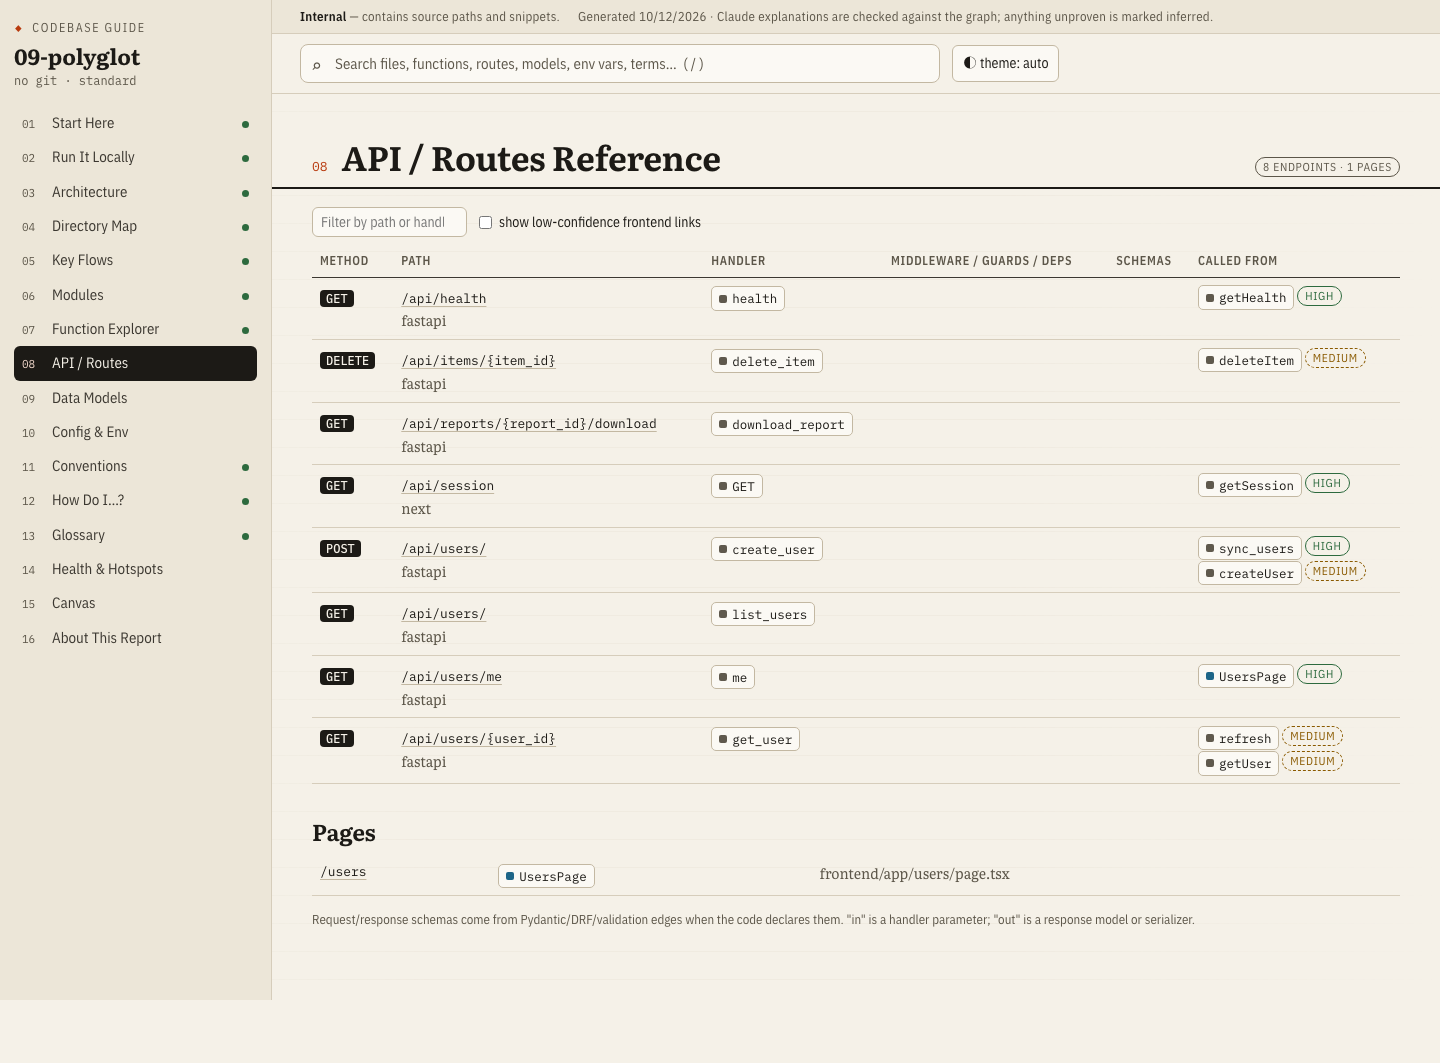 ◆ CODEBASE GUIDE
09-polyglot
no git · standard
01 Start Here
02 Run It Locally
03 Architecture
04 Directory Map
05 Key Flows
06 Modules
07 Function Explorer
08 API / Routes
09 Data Models
10 Config & Env
11 Conventions
12 How Do I…?
13 Glossary
14 Health & Hotspots
15 Canvas
16 About This Report
Internal — contains source paths and snippets. Generated 10/12/2026 · Claude explanations are checked against the graph; anything unproven is marked inferred.
Search files, functions, routes, models, env vars, terms… ( / )
theme: auto
08 API / Routes Reference
8 ENDPOINTS · 1 PAGES
Filter by path or handl
show low-confidence frontend links
METHOD PATH HANDLER MIDDLEWARE / GUARDS / DEPS SCHEMAS CALLED FROM
GET /api/health health getHealth HIGH
fastapi
DELETE /api/items/{item_id} delete_item deleteItem MEDIUM
fastapi
GET /api/reports/{report_id}/download download_report
fastapi
GET /api/session GET getSession HIGH
next
POST /api/users/ create_user sync_users HIGH
fastapi createUser MEDIUM
GET /api/users/ list_users
fastapi
GET /api/users/me me UsersPage HIGH
fastapi
GET /api/users/{user_id} get_user refresh MEDIUM
fastapi getUser MEDIUM
Pages
/users UsersPage frontend/app/users/page.tsx
Request/response schemas come from Pydantic/DRF/validation edges when the code declares them. "in" is a handler parameter; "out" is a response model or serializer.